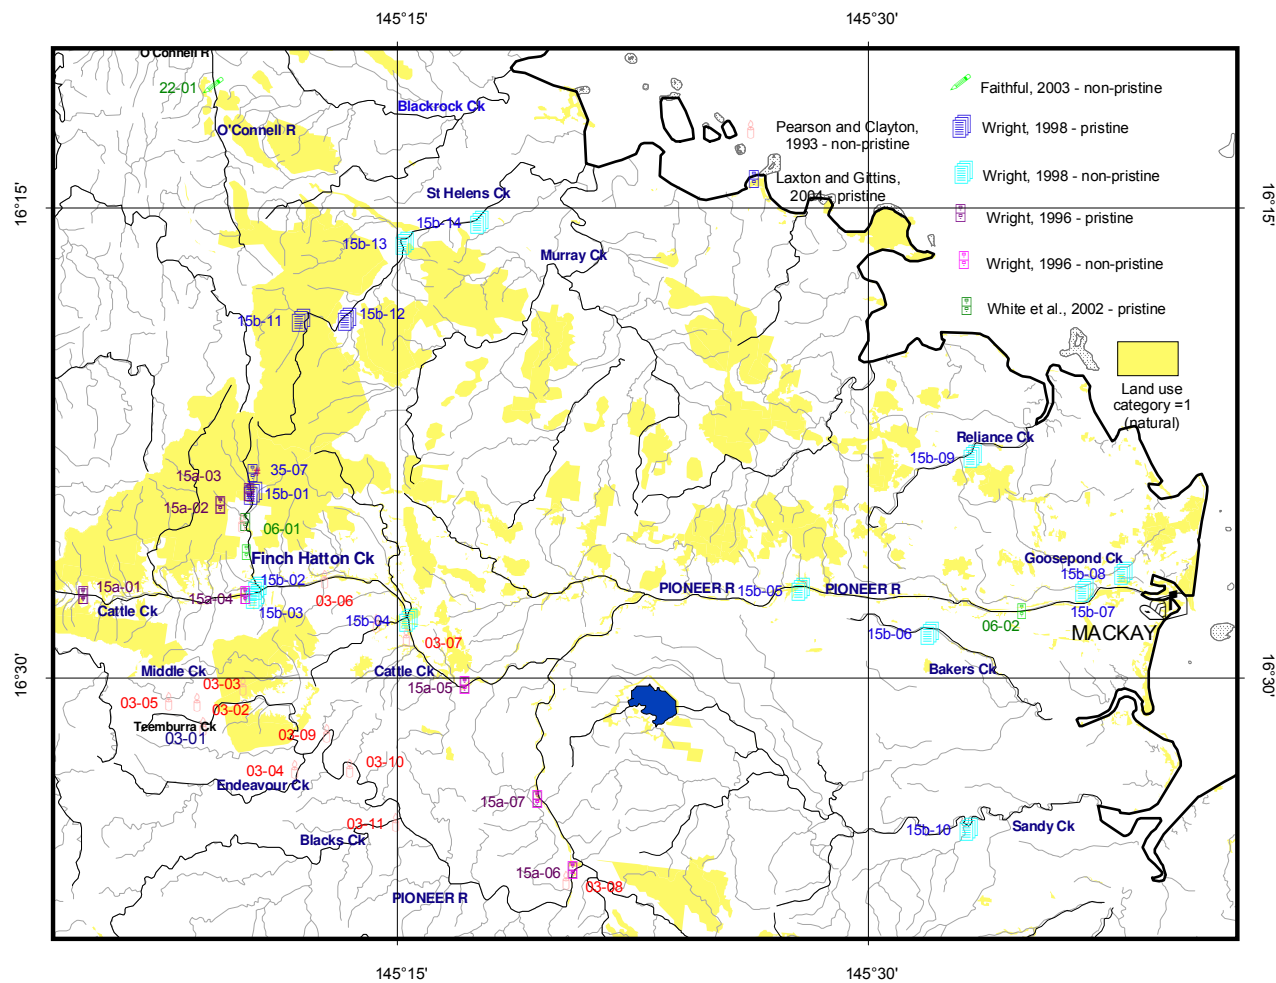 145°15'
145°30'
O'Connell R
22-01
Faithful, 2003 - non-pristine
Blackrock Ck
O'Connell R
Pearson and Clayton,
1993 - non-pristine
Wright, 1998 - pristine
Laxton and Gittins,
2004 - pristine
Wright, 1998 - non-pristine
16°15'
16°15'
St Helens Ck
15b-14
Wright, 1996 - pristine
15b-13
Murray Ck
Wright, 1996 - non-pristine
15b-11
15b-12
White et al., 2002 - pristine
Land use
category =1
(natural)
Reliance Ck
15b-09
15a-03
35-07
15b-01
15a-02
06-01
Finch Hatton Ck
Goosepond Ck
15b-08
15a-01
15b-02
PIONEER R
15b-05
PIONEER R
15a-04
03-06
Cattle Ck
15b-03
15b-07
15b-04
06-02
MACKAY
15b-06
03-07
16°30'
16°30'
Middle Ck
Cattle Ck
Bakers Ck
03-03
15a-05
03-05
03-02
Teemburra Ck
03-01
03-09
03-04
03-10
Endeavour Ck
15a-07
03-11
15b-10
Sandy Ck
Blacks Ck
15a-06
03-08
PIONEER R
145°15'
145°30'